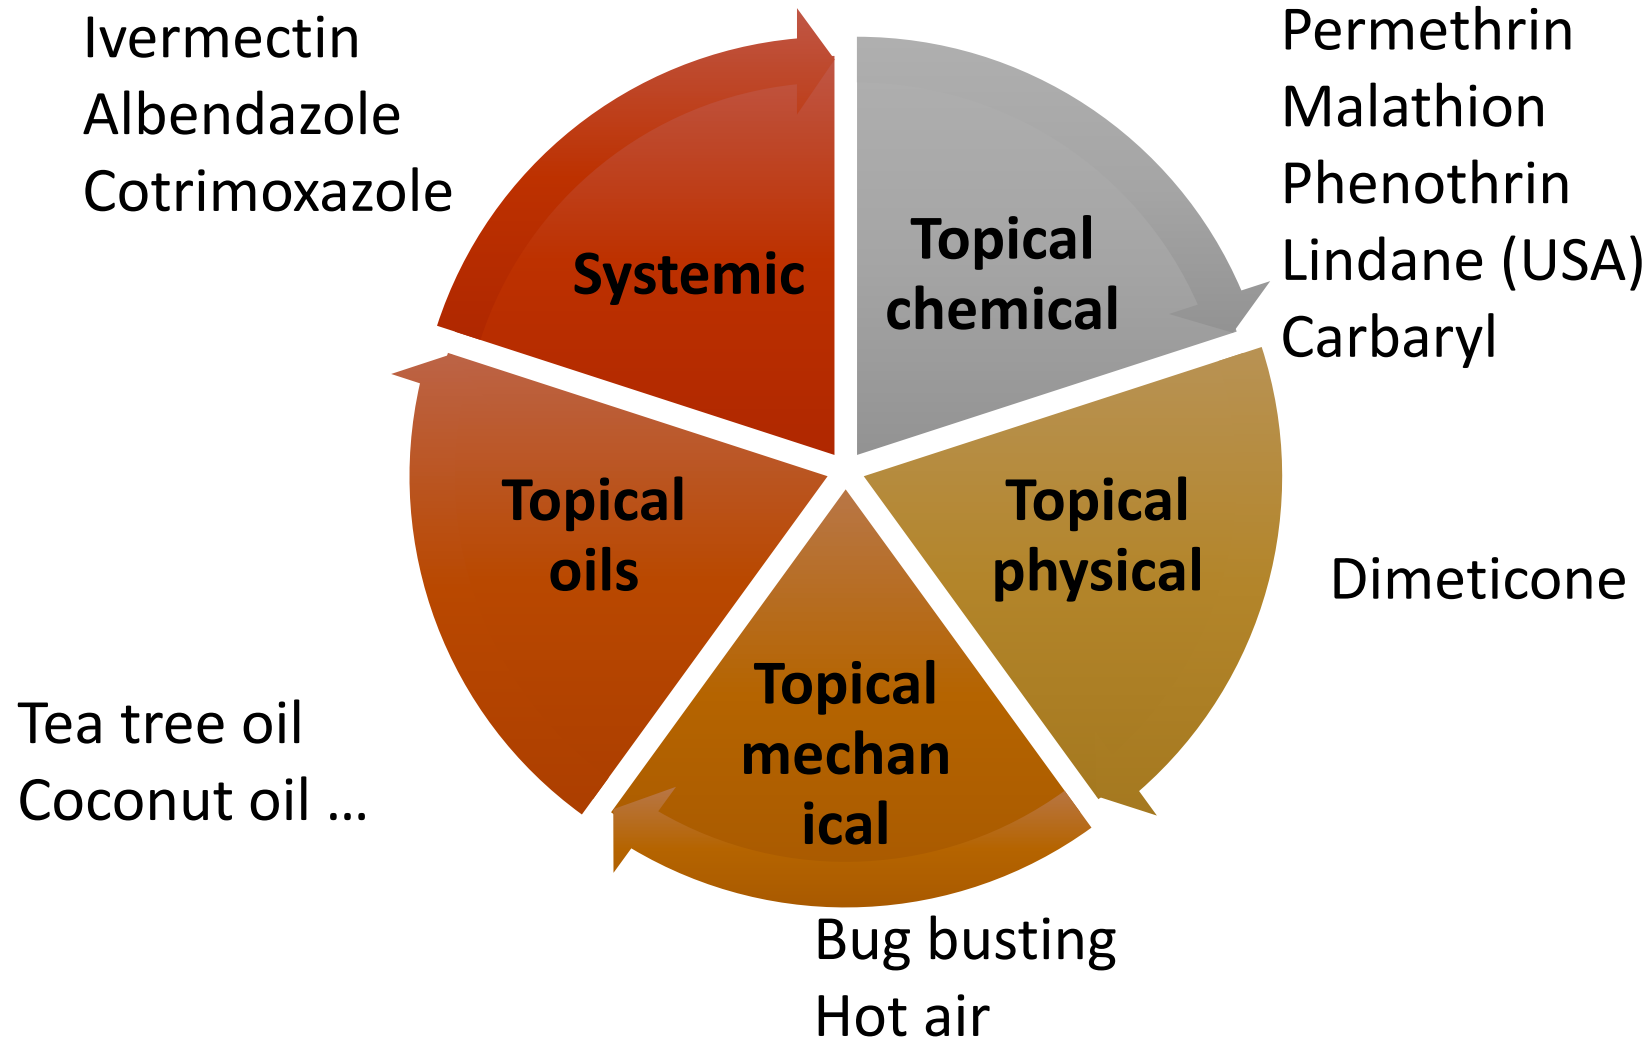 Ivermectin
Albendazole
Cotrimoxazole
Permethrin
Malathion
Phenothrin
Lindane (USA)
Carbaryl
Systemic
Topical
chemical
Topical
oils
Topical
physical
Dimeticone
Topical
mechan
ical
Tea tree oil
Coconut oil ...
Bug busting
Hot air